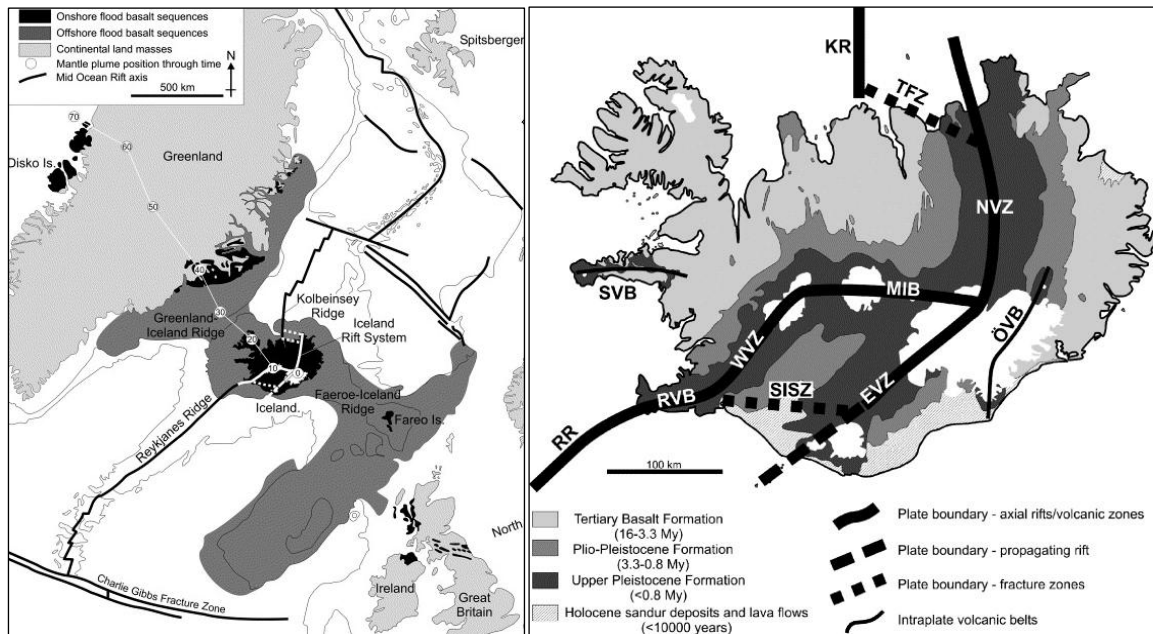 Onshore flood basalt sequences
Offshore flood basalt sequences
Continental land masses
Mantle plume position through time
Mid Ocean Rift axis
N
500 km
Spitsberger
70
60
50
40
30
20
10
0
Disko Is.
Greenland
Kolbeinsey
Ridge
Greenland-
Iceland Ridge
Iceland
Rift System
Faeroe-Iceland
Ridge
Iceland
Fareo Is.
Reykjanes Ridge
North
Charlie Gibbs Fracture Zone
Ireland
Great
Britain
KR
TFZ
NVZ
SVB
MIB
ÖVB
WVZ
SISZ
EVZ
RVB
RR
100 km
Tertiary Basalt Formation
(16-3.3 My)
Plio-Pleistocene Formation
(3.3-0.8 My)
Upper Pleistocene Formation
(<0.8 My)
Holocene sandur deposits and lava flows
(<10000 years)
Plate boundary - axial rifts/volcanic zones
Plate boundary - propagating rift
Plate boundary - fracture zones
Intraplate volcanic belts